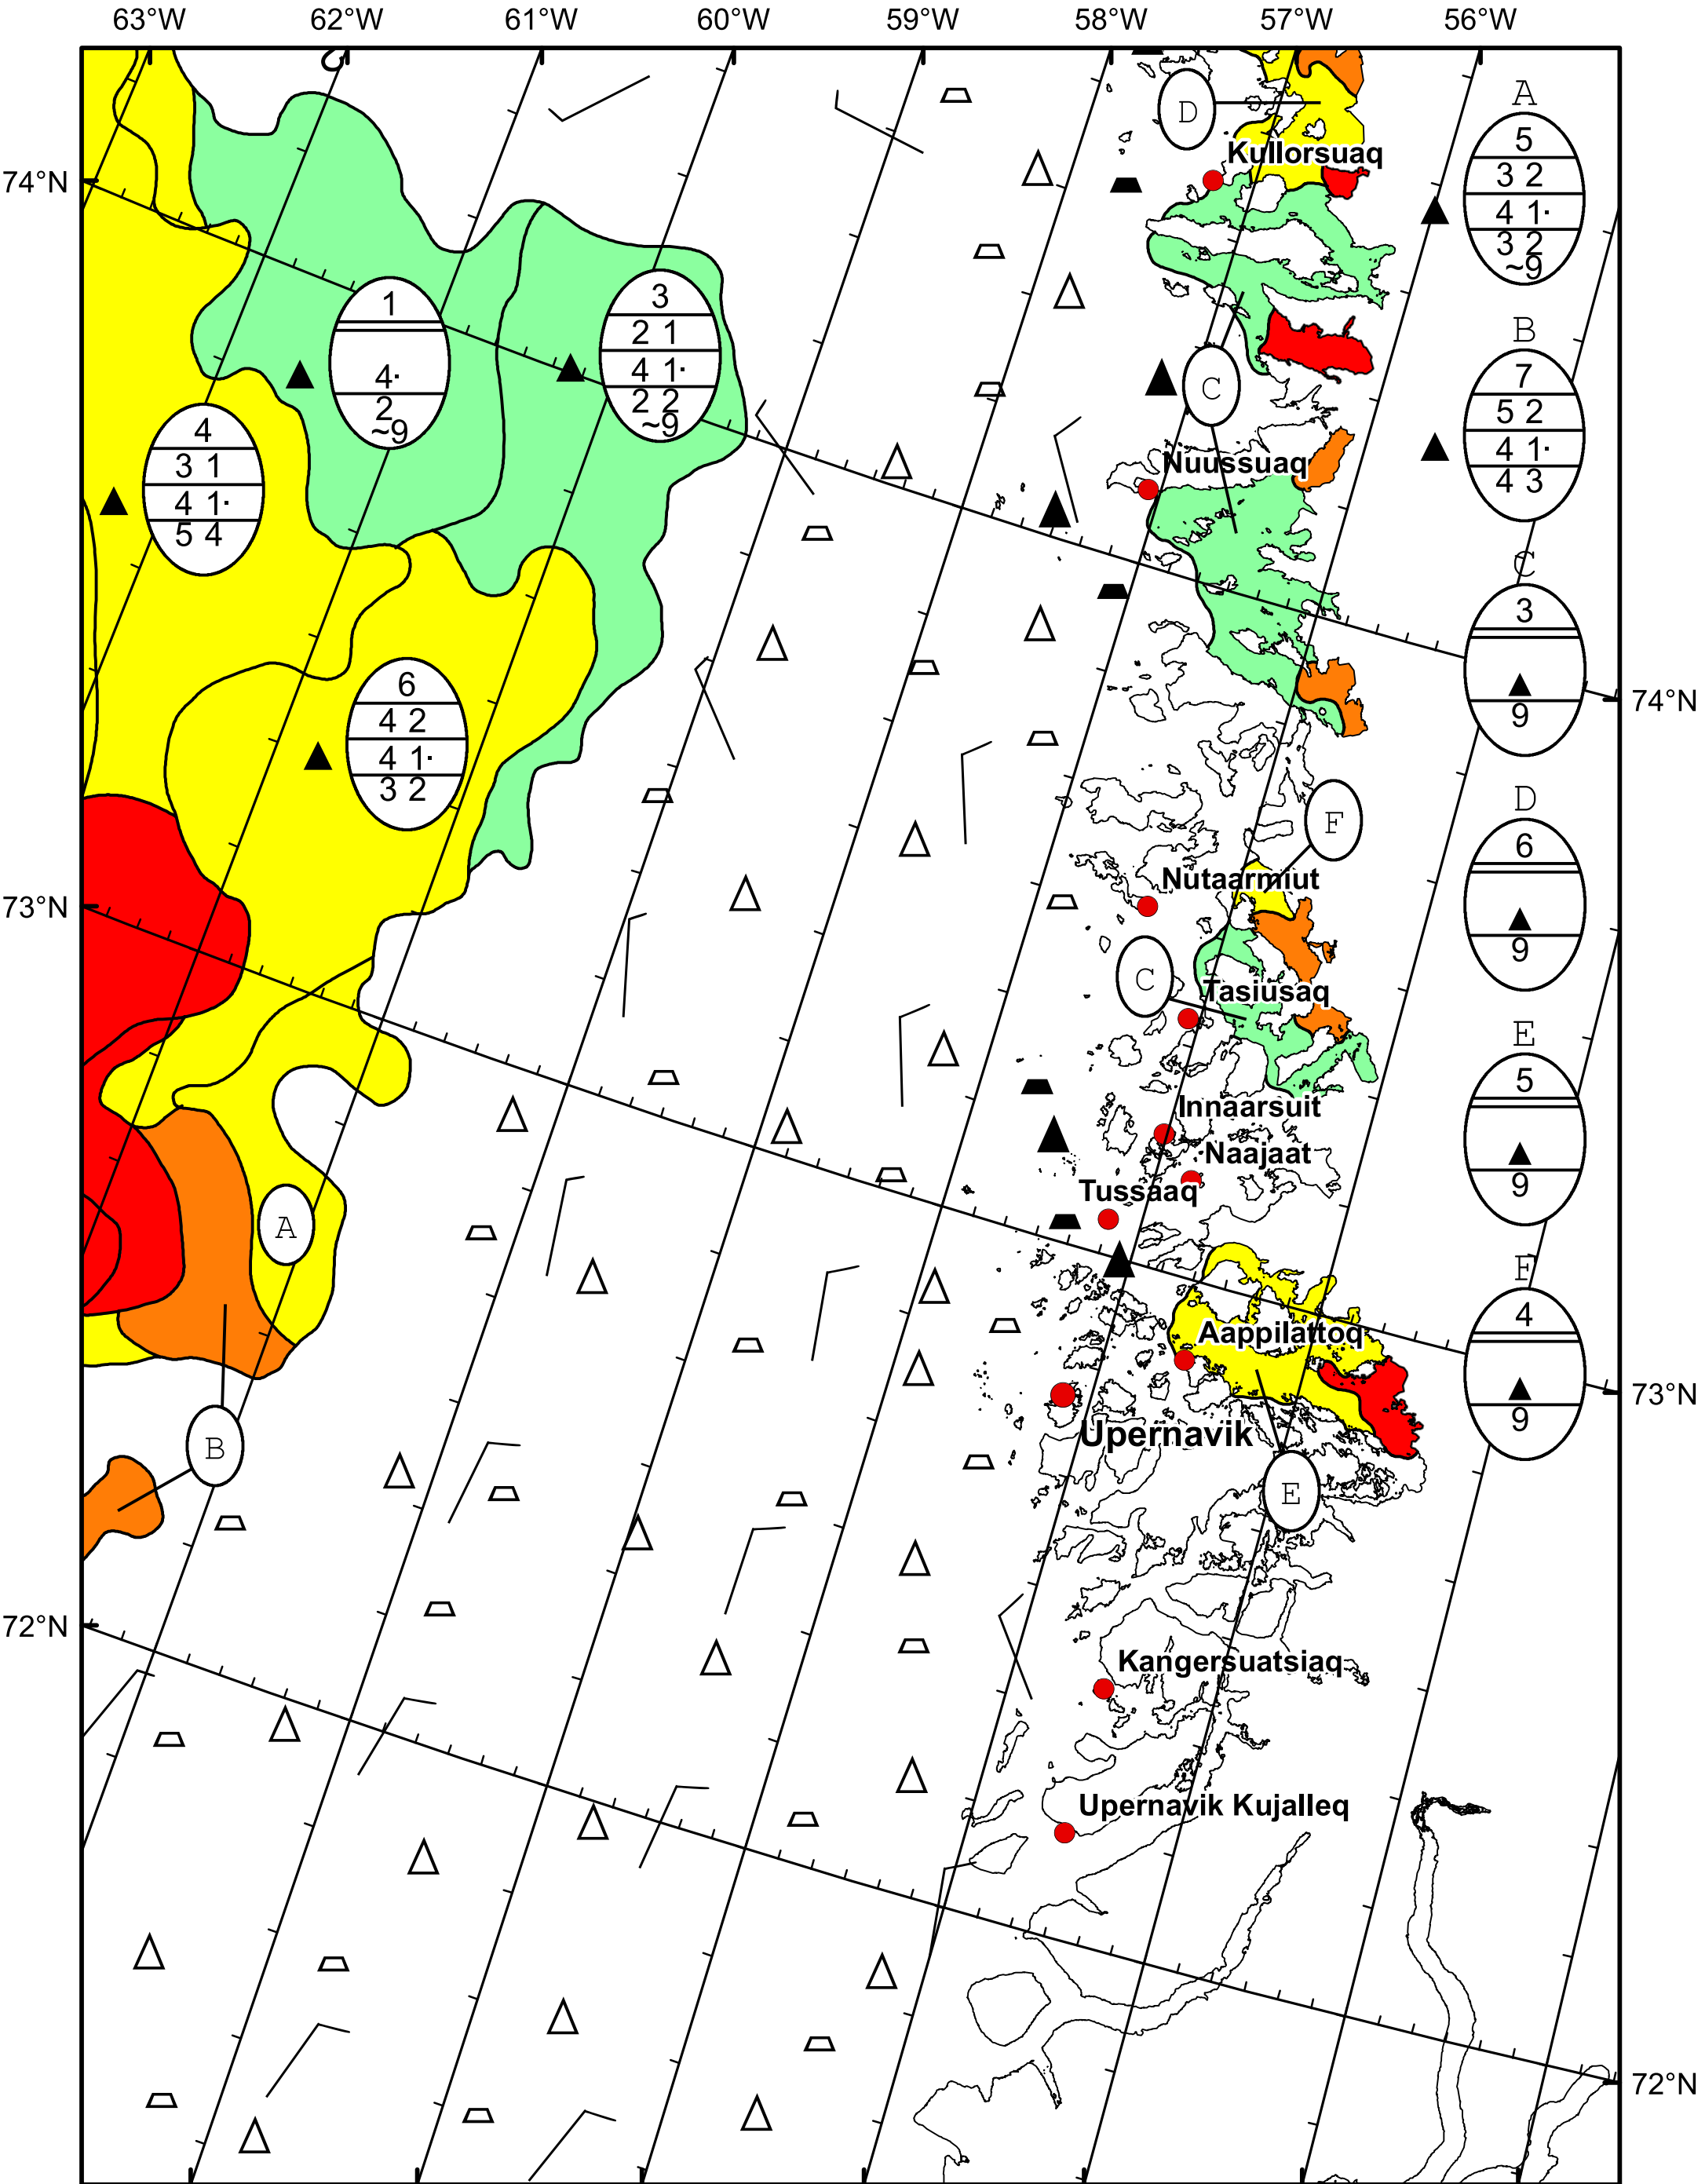 63°W 62°W 61°W 60°W 59°W 58°W 57°W 56°W
A
D
5
Kullorsuaq
3 2
74°N
4 1·
3 2
~9
1
3
2 1
B
4·
4 1·
7
2
2 2
C
~9
~9
5 2
4
4 1·
3 1
Nuussuaq
4 3
4 1·
5 4
C
3
6
4 2
74°N
9
4 1·
3 2
D
F
6
Nutaarmiut
73°N
9
C
Tasiusaq
E
5
Innaarsuit
Naajaat
Tussaaq
9
A
F
4
Aappilattoq
73°N
9
Upernavik
B
E
72°N
Kangersuatsiaq
Upernavik Kujalleq
72°N